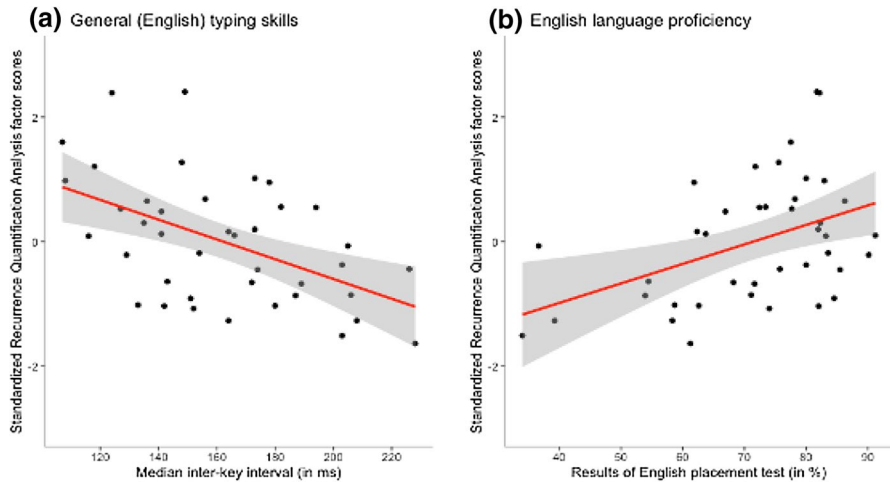 (a) General (English) typing skills
Standardized Recurrence Quantification Analysis factor scores
2
0
-2
120 140 160 180 200 220
Median inter-key interval (in ms)
(b) English language proficiency
Standardized Recurrence Quantification Analysis factor scores
2
0
-2
40 50 60 70 80 90
Results of English placement test (in %)